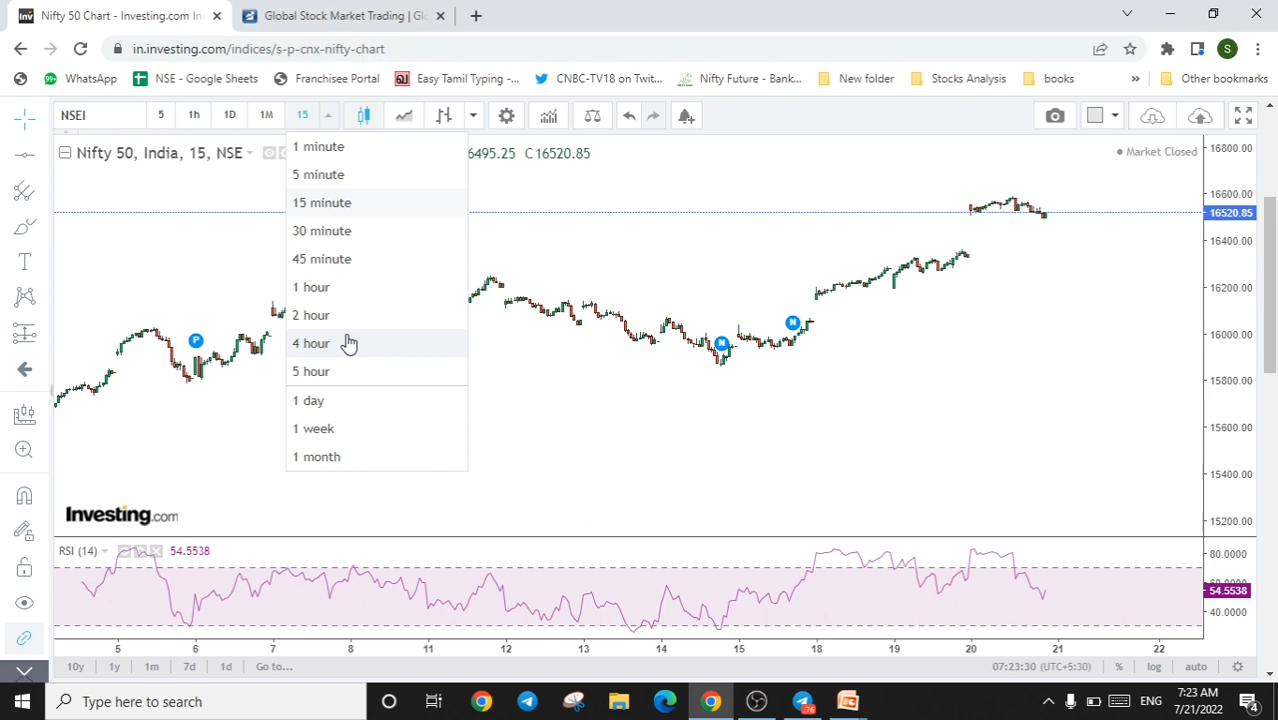 Nifty 50 Chart - Investing.com In
Global Stock Market Trading | Gl
in.investing.com/indices/s-p-cnx-nifty-chart
S
99+ WhatsApp
NSE - Google Sheets
Franchisee Portal
Easy Tamil Typing -...
CNBC-TV18 on Twit...
Nifty Future - Bank...
New folder
Stocks Analysis
books
»
Other bookmarks
NSEI 5 1h 1D 1M 15
Nifty 50, India, 15, NSE
6495.25 C16520.85
Market Closed
1 minute
5 minute
15 minute
30 minute
45 minute
1 hour
2 hour
4 hour
5 hour
1 day
1 week
1 month
16800.00
16600.00
16520.85
16400.00
16200.00
16000.00
15800.00
15600.00
15400.00
15200.00
P
N
N
T
Investing.com
RSI (14) 54.5538
80.0000
54.5538
40.0000
5 6 7 8 11 12 13 14 15 18 19 20 21 22
10y 1y 1m 7d 1d Go to...
07:23:30 (UTC+5:30) % log auto
Type here to search
76
ENG
7:23 AM
7/21/2022
4